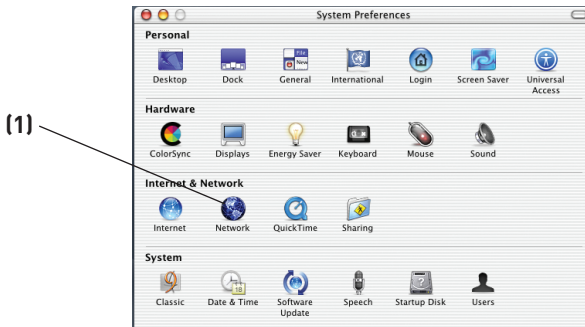 System Preferences
Personal
Desktop Dock General International Login Screen Saver Universal Access
Hardware
(1)
ColorSync Displays Energy Saver Keyboard Mouse Sound
Internet & Network
Internet Network QuickTime Sharing
System
Classic Date & Time Software Update Speech Startup Disk Users